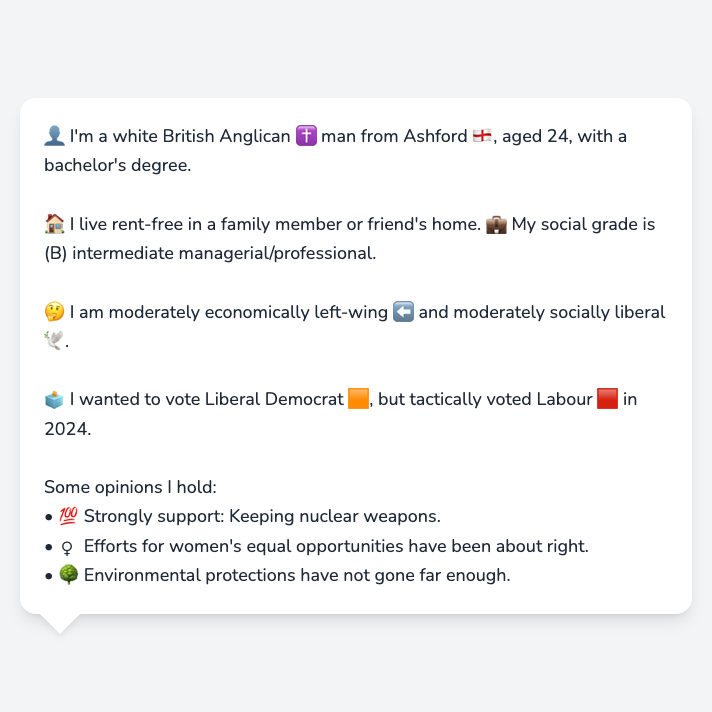 👤 I'm a white British Anglican ✝️ man from Ashford 🏴󠁧󠁢󠁥󠁮󠁧󠁿, aged 24, with a
bachelor's degree.
🏠 I live rent-free in a family member or friend's home. 💼 My social grade is
(B) intermediate managerial/professional.
🤔 I am moderately economically left-wing ⬅️ and moderately socially liberal
🕊️.
🗳️ I wanted to vote Liberal Democrat 🟧, but tactically voted Labour 🟥 in
2024.
Some opinions I hold:
• 💯 Strongly support: Keeping nuclear weapons.
• ♀ Efforts for women's equal opportunities have been about right.
• 🌳 Environmental protections have not gone far enough.